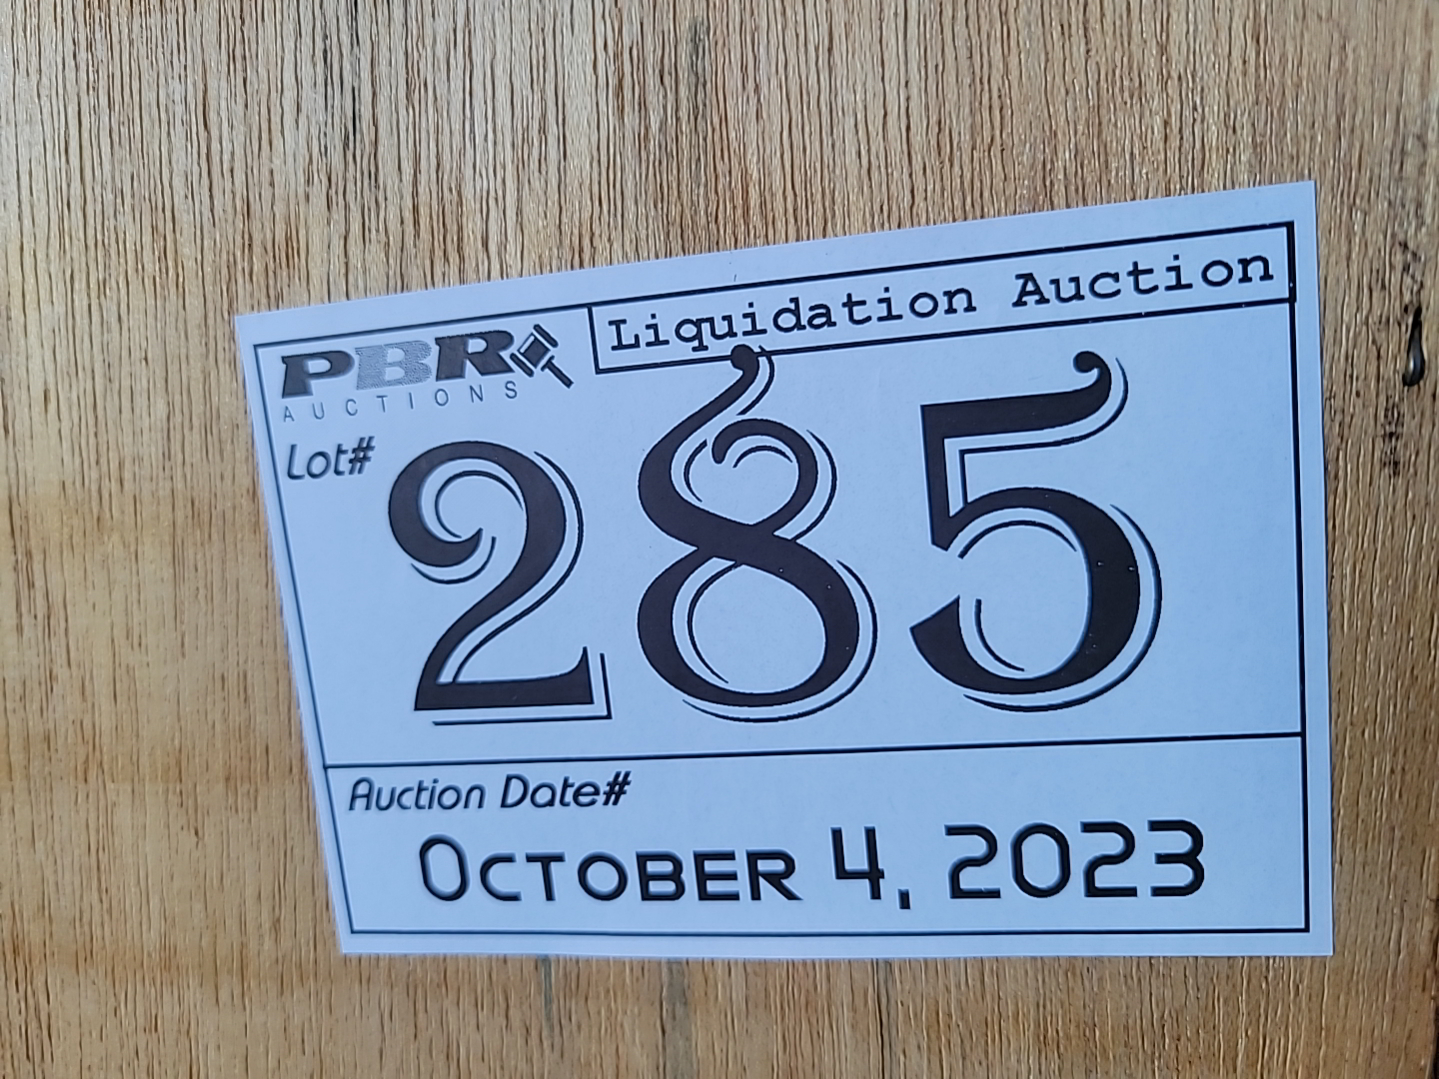 Liquidation Auction
PBR
AUCTIONS
Lot#
285
Auction Date#
October 4, 2023